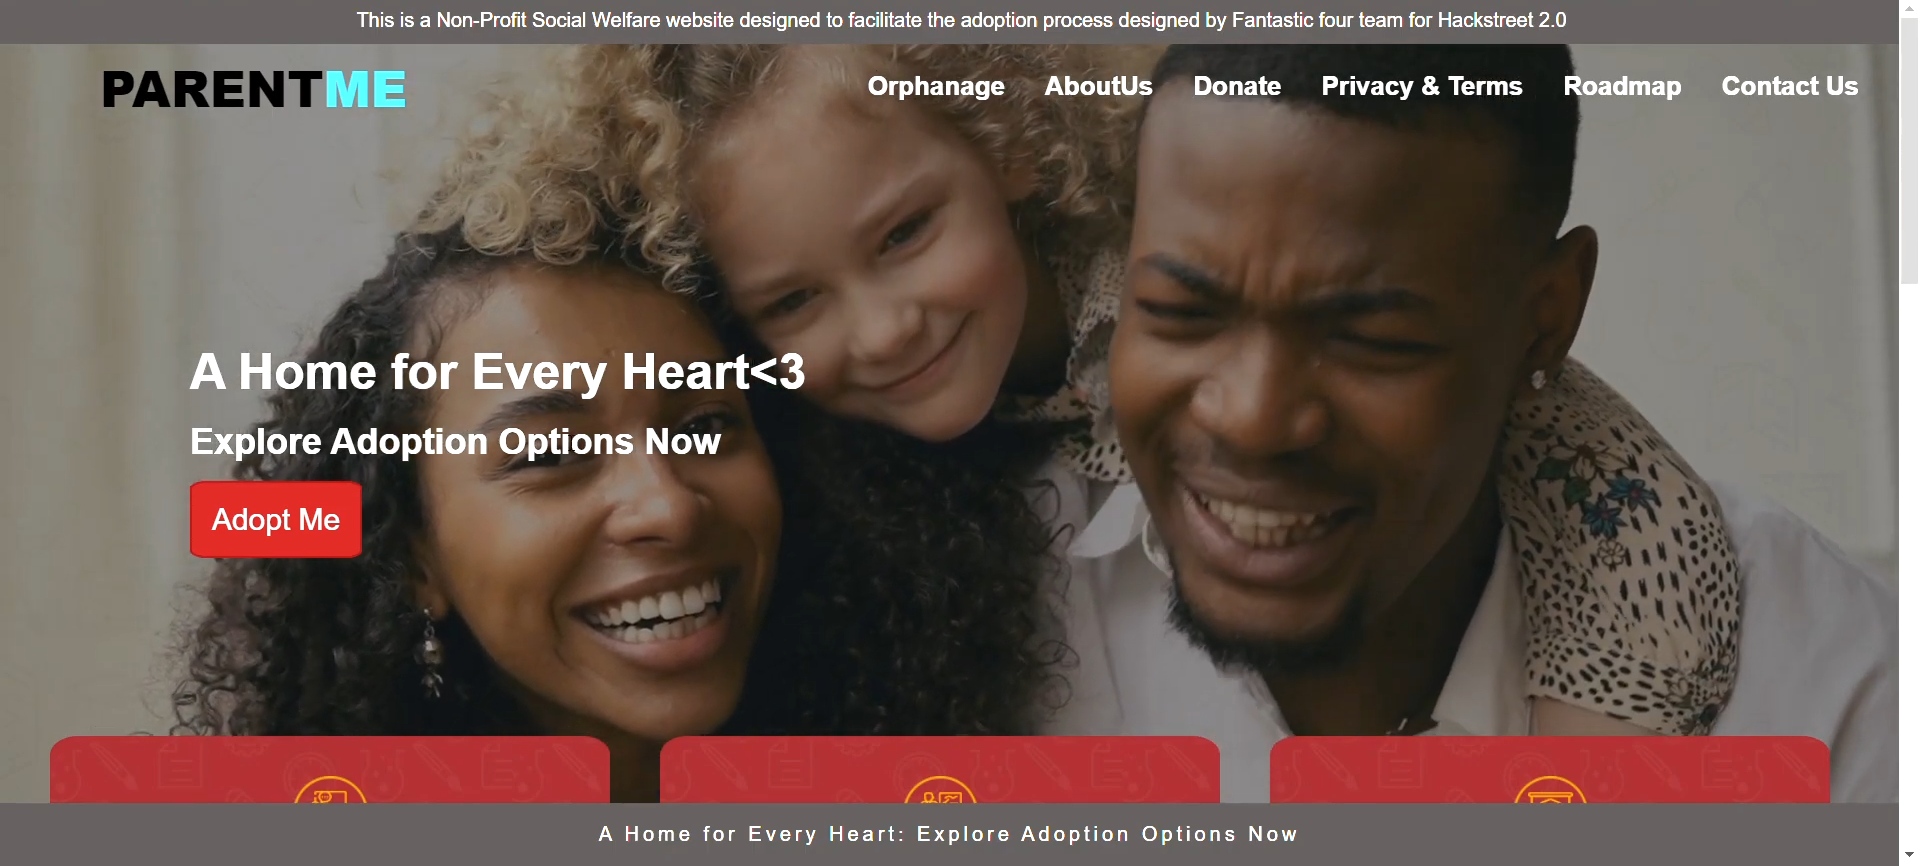 This is a Non-Profit Social Welfare website designed to facilitate the adoption process designed by Fantastic four team for Hackstreet 2.0
PARENTME
Orphanage AboutUs Donate Privacy & Terms Roadmap Contact Us
A Home for Every Heart<3
Explore Adoption Options Now
Adopt Me
A Home for Every Heart: Explore Adoption Options Now